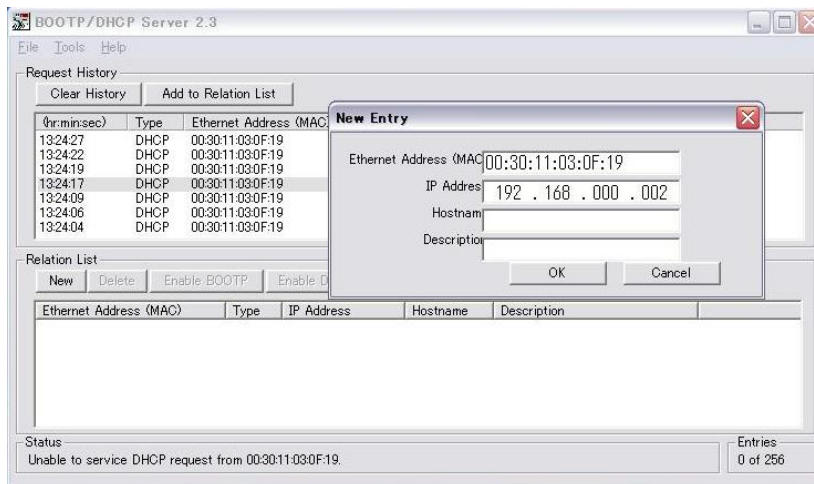 BOOTP/DHCP Server 2.3
File Tools Help
Request History
Clear History Add to Relation List
(hr:min:sec) Type Ethernet Address (MAC)
13:24:27 DHCP 00:30:11:03:0F:19
13:24:22 DHCP 00:30:11:03:0F:19
13:24:19 DHCP 00:30:11:03:0F:19
13:24:17 DHCP 00:30:11:03:0F:19
13:24:09 DHCP 00:30:11:03:0F:19
13:24:06 DHCP 00:30:11:03:0F:19
13:24:04 DHCP 00:30:11:03:0F:19
New Entry
Ethernet Address (MAC 00:30:11:03:0F:19
IP Addres 192 . 168 . 000 . 002
Hostnam
Descriptio
OK Cancel
Relation List
New Delete Enable BOOTP Enable D
Ethernet Address (MAC) Type IP Address Hostname Description
Status
Unable to service DHCP request from 00:30:11:03:0F:19.
Entries
0 of 256